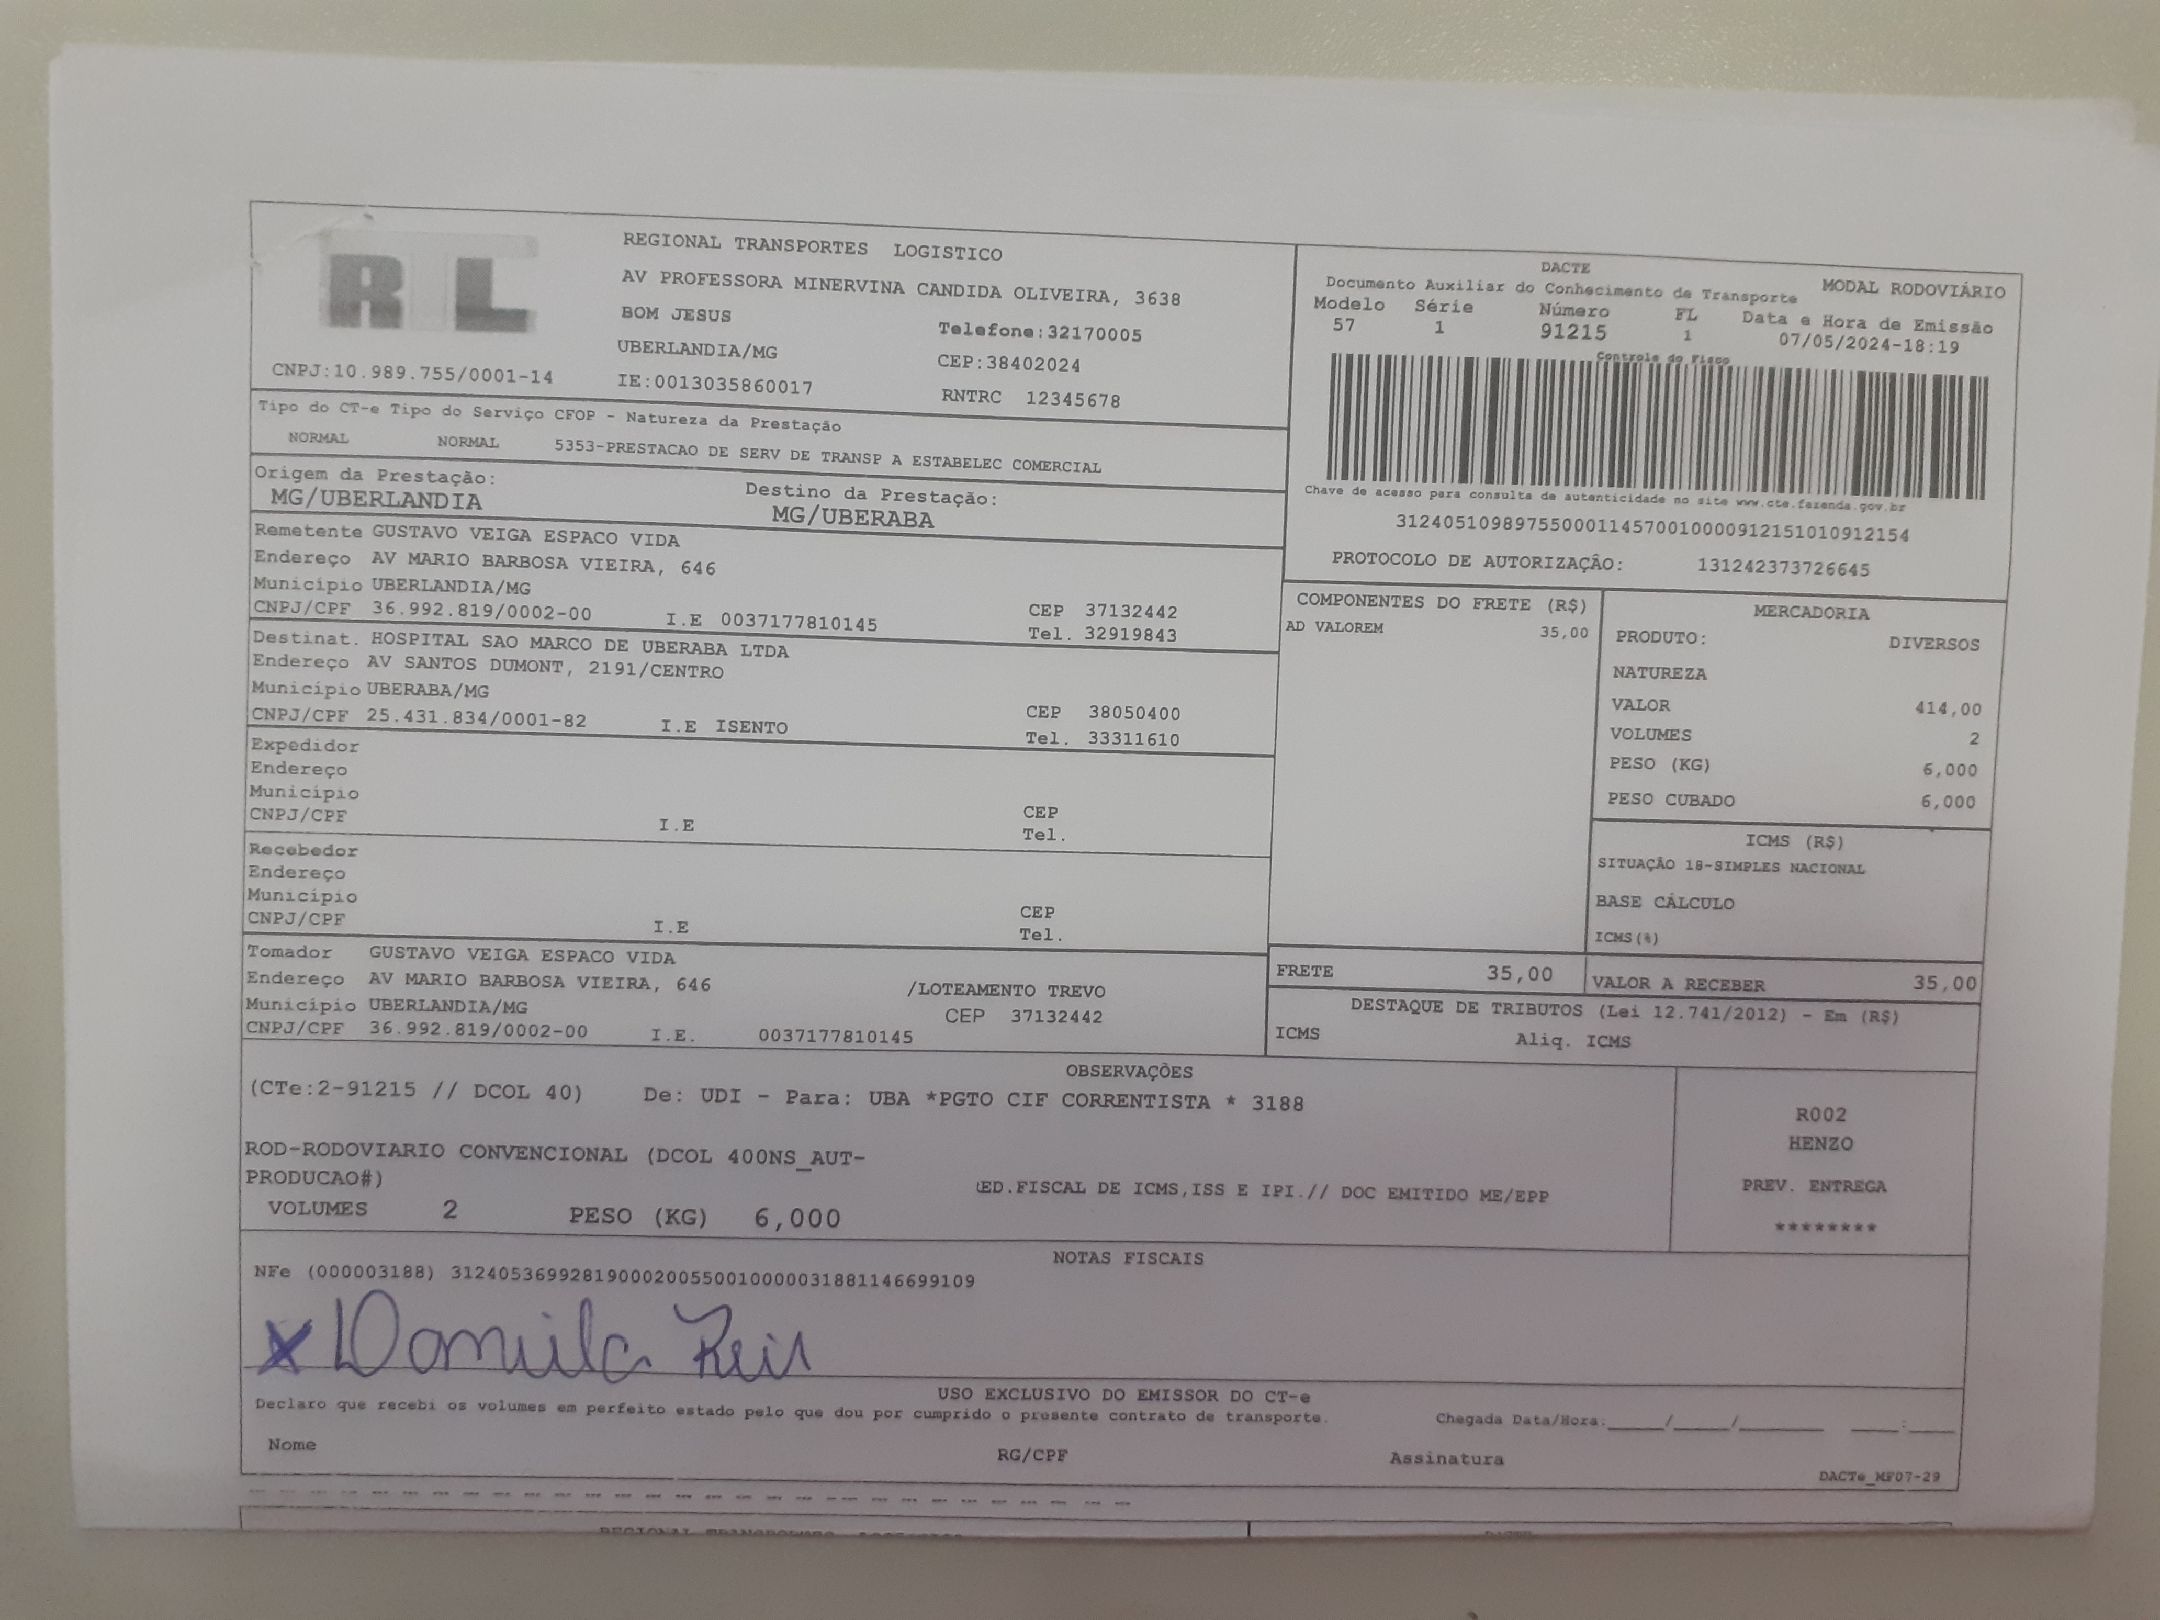 RTL
REGIONAL TRANSPORTES LOGISTICO
AV PROFESSORA MINERVINA CANDIDA OLIVEIRA, 3638
BOM JESUS
Telefone:32170005
UBERLANDIA/MG
CEP:38402024
CNPJ:10.989.755/0001-14
IE:0013035860017
RNTRC 12345678
DACTE
Documento Auxiliar do Conhecimento de Transporte
MODAL RODOVIÁRIO
Modelo Série Número FL Data e Hora de Emissão
57 1 91215 1 07/05/2024-18:19
Controle do Fisco
Chave de acesso para consulta de autenticidade no site www.cte.fazenda.gov.br
31240510989755000114570010000912151010912154
PROTOCOLO DE AUTORIZAÇÂO: 131242373726645
Tipo do CT-e Tipo do Serviço CFOP - Natureza da Prestação
NORMAL NORMAL 5353-PRESTACAO DE SERV DE TRANSP A ESTABELEC COMERCIAL
Origem da Prestação: Destino da Prestação:
MG/UBERLANDIA MG/UBERABA
Remetente GUSTAVO VEIGA ESPACO VIDA
Endereço AV MARIO BARBOSA VIEIRA, 646
Município UBERLANDIA/MG
CNPJ/CPF 36.992.819/0002-00 I.E 0037177810145 CEP 37132442
Tel. 32919843
Destinat. HOSPITAL SAO MARCO DE UBERABA LTDA
Endereço AV SANTOS DUMONT, 2191/CENTRO
Município UBERABA/MG
CNPJ/CPF 25.431.834/0001-82 I.E ISENTO CEP 38050400
Tel. 33311610
Expedidor
Endereço
Município
CNPJ/CPF I.E CEP
Tel.
Recebedor
Endereço
Município
CNPJ/CPF I.E CEP
Tel.
Tomador GUSTAVO VEIGA ESPACO VIDA
Endereço AV MARIO BARBOSA VIEIRA, 646 /LOTEAMENTO TREVO
Município UBERLANDIA/MG CEP 37132442
CNPJ/CPF 36.992.819/0002-00 I.E. 0037177810145
COMPONENTES DO FRETE (R$)
AD VALOREM 35,00
MERCADORIA
PRODUTO: DIVERSOS
NATUREZA
VALOR 414,00
VOLUMES 2
PESO (KG) 6,000
PESO CUBADO 6,000
ICMS (R$)
SITUAÇÃO 18-SIMPLES NACIONAL
BASE CÁLCULO
ICMS(%)
FRETE 35,00 VALOR A RECEBER 35,00
DESTAQUE DE TRIBUTOS (Lei 12.741/2012) - Em (R$)
ICMS Aliq. ICMS
OBSERVAÇÕES
(CTe:2-91215 // DCOL 40) De: UDI - Para: UBA *PGTO CIF CORRENTISTA * 3188
ROD-RODOVIARIO CONVENCIONAL (DCOL 400NS_AUT-
PRODUCAO#)
ED.FISCAL DE ICMS,ISS E IPI.// DOC EMITIDO ME/EPP
VOLUMES 2 PESO (KG) 6,000
R002
HENZO
PREV. ENTREGA
********
NOTAS FISCAIS
NFe (000003188) 31240536992819000200550010000031881146699109
x Damila Reis
USO EXCLUSIVO DO EMISSOR DO CT-e
Declaro que recebi os volumes em perfeito estado pelo que dou por cumprido o presente contrato de transporte.
Chegada Data/Hora:_____/_____/_______ ____:____
Nome RG/CPF Assinatura
DACTe_MF07-29